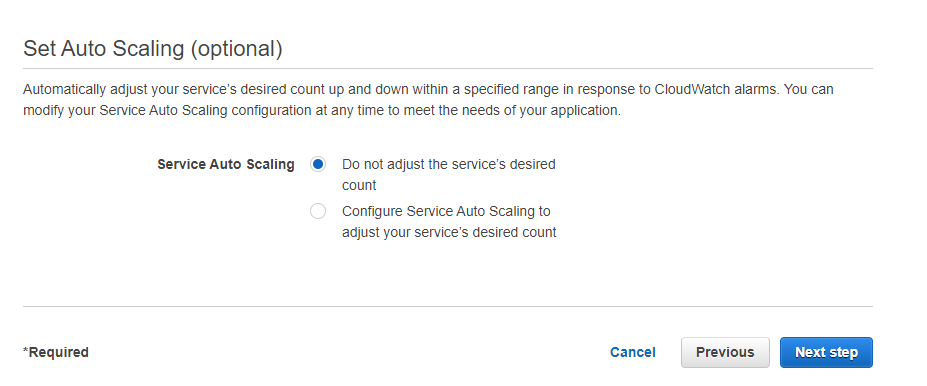 Set Auto Scaling (optional)
Automatically adjust your service’s desired count up and down within a specified range in response to CloudWatch alarms. You can
modify your Service Auto Scaling configuration at any time to meet the needs of your application.
Service Auto Scaling
Do not adjust the service’s desired
count
Configure Service Auto Scaling to
adjust your service’s desired count
*Required
Cancel
Previous
Next step